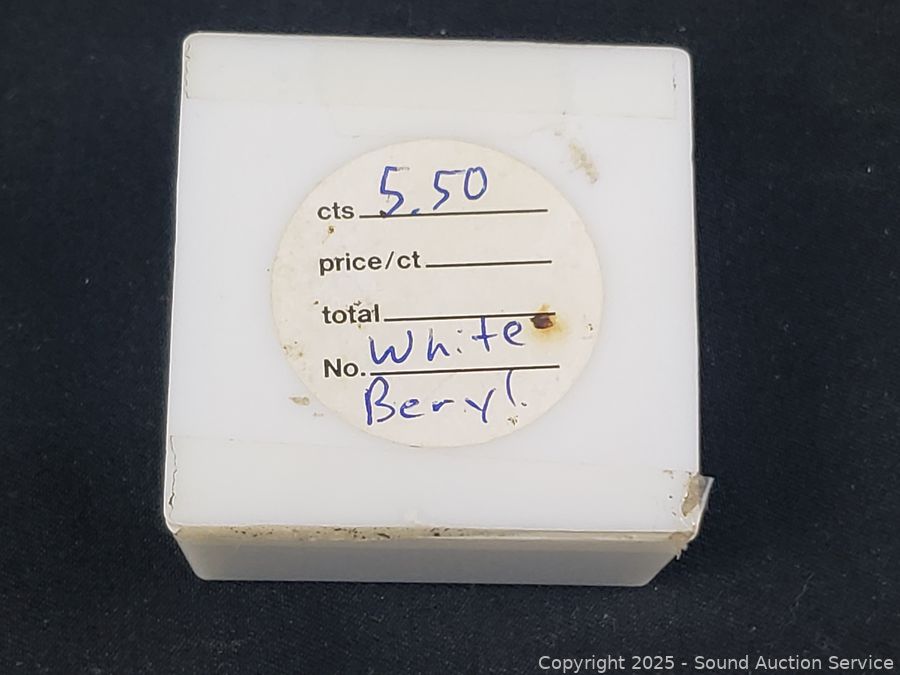 cts 5.50
price/ct
total
No. White
Beryl
Copyright 2025 - Sound Auction Service